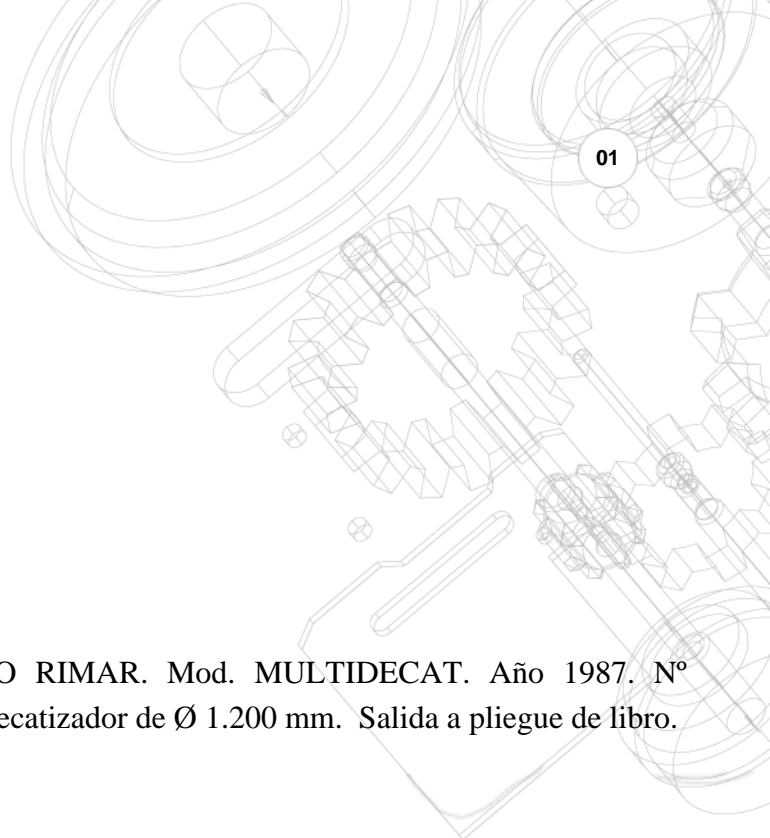 01
O RIMAR. Mod. MULTIDECAT. Año 1987. Nº
ecatizador de Ø 1.200 mm. Salida a pliegue de libro.